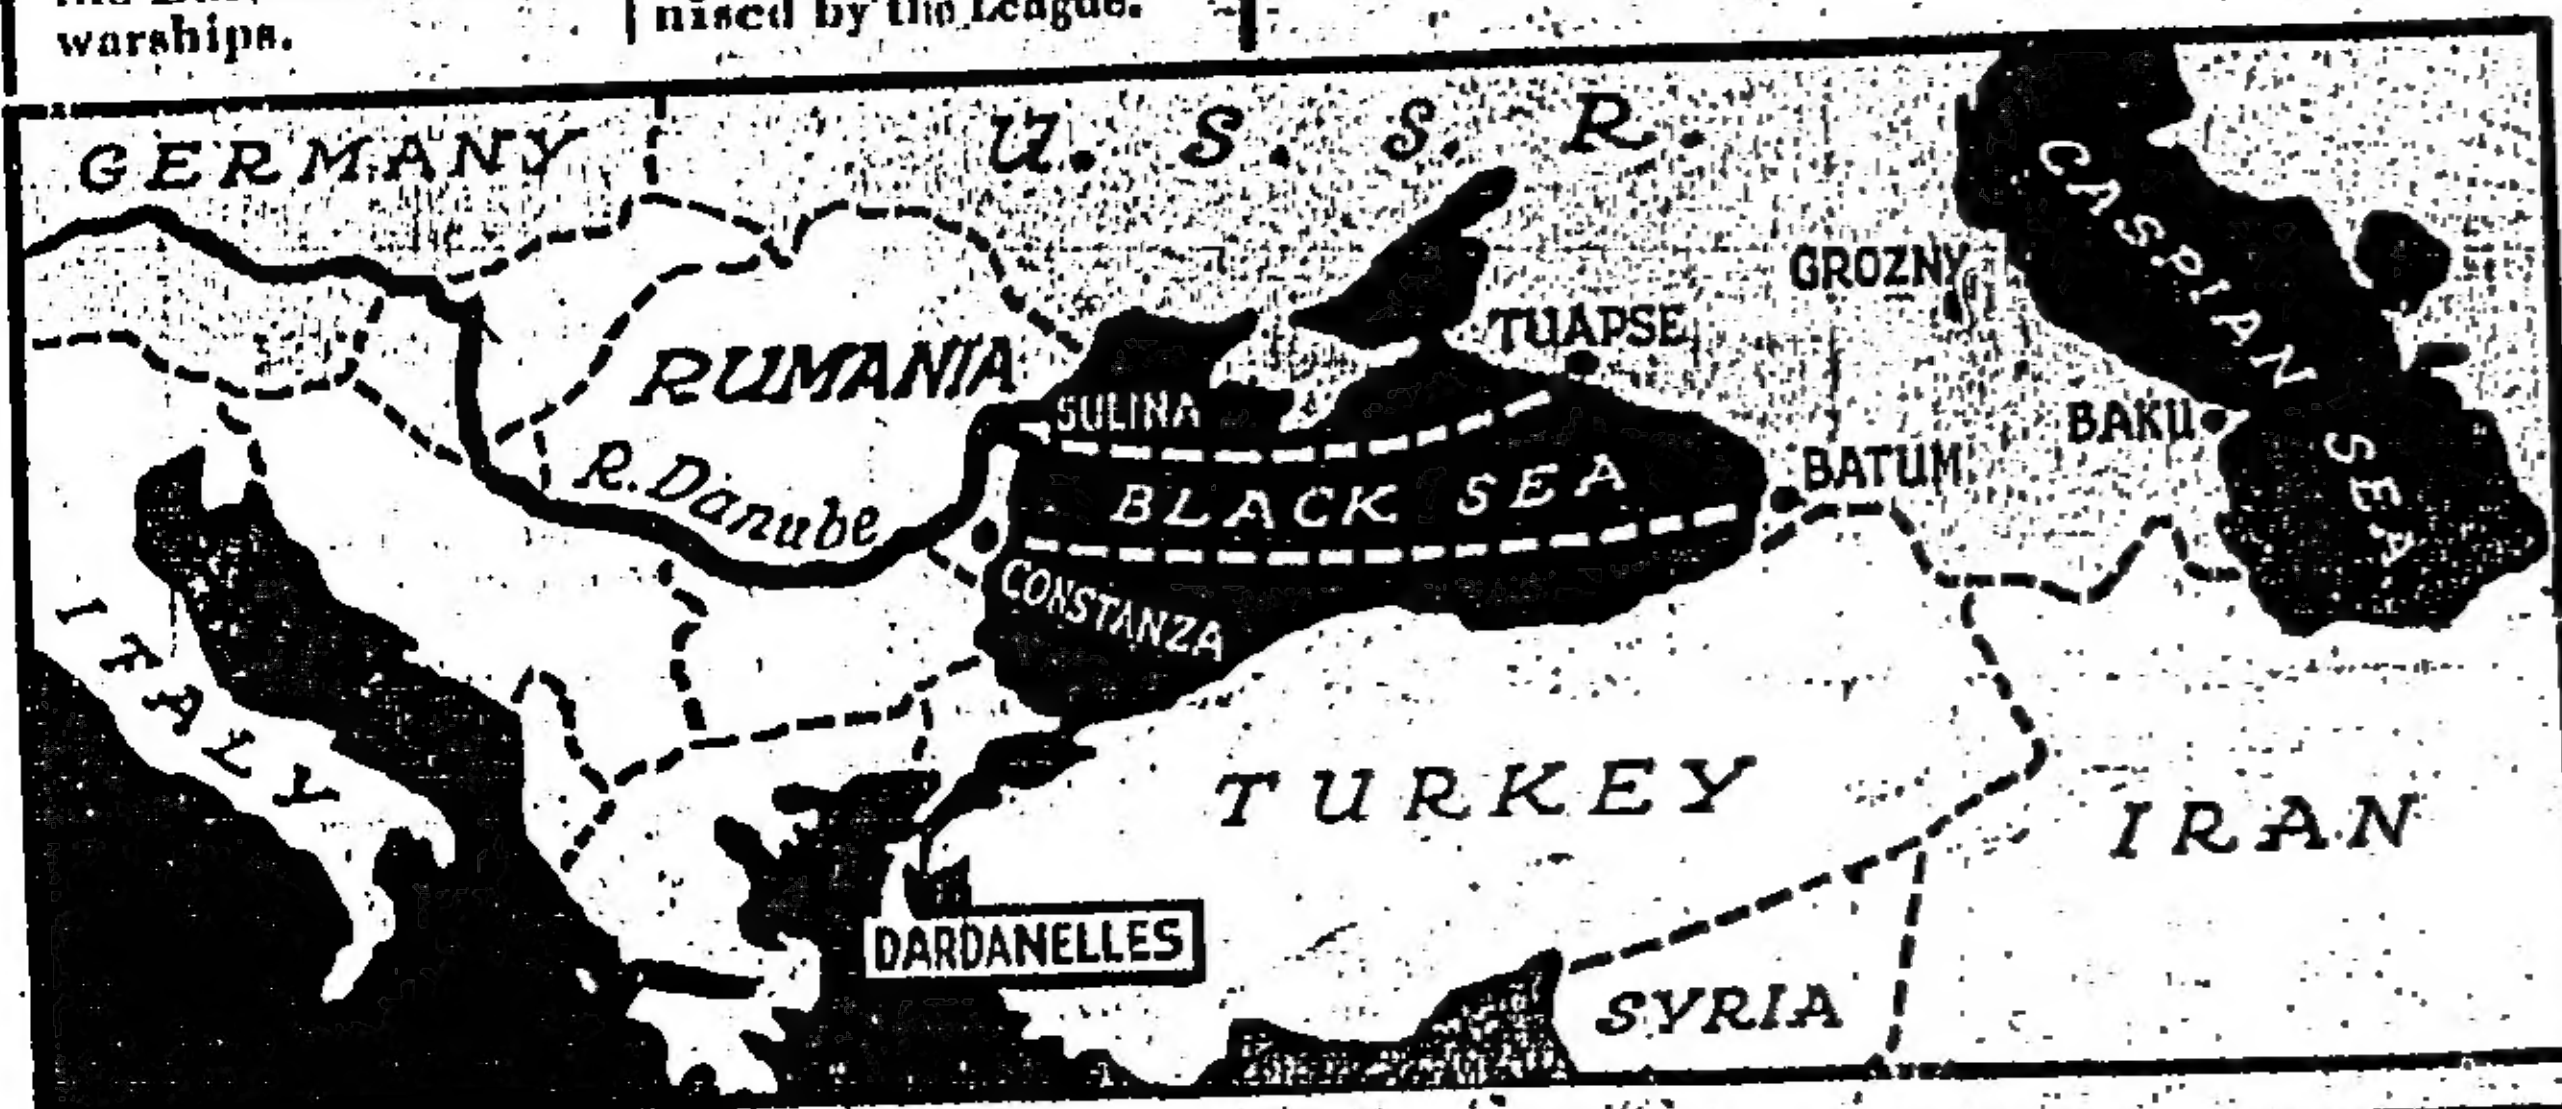 warships.
nised by the League.
GERMANY
U. S. S. R.
CASPIAN SEA
GROZNY
TUAPSE
RUMANIA
SULINA
BAKU
BATUM
R. Danube
BLACK SEA
CONSTANZA
ITALY
TURKEY
IRAN
DARDANELLES
SYRIA